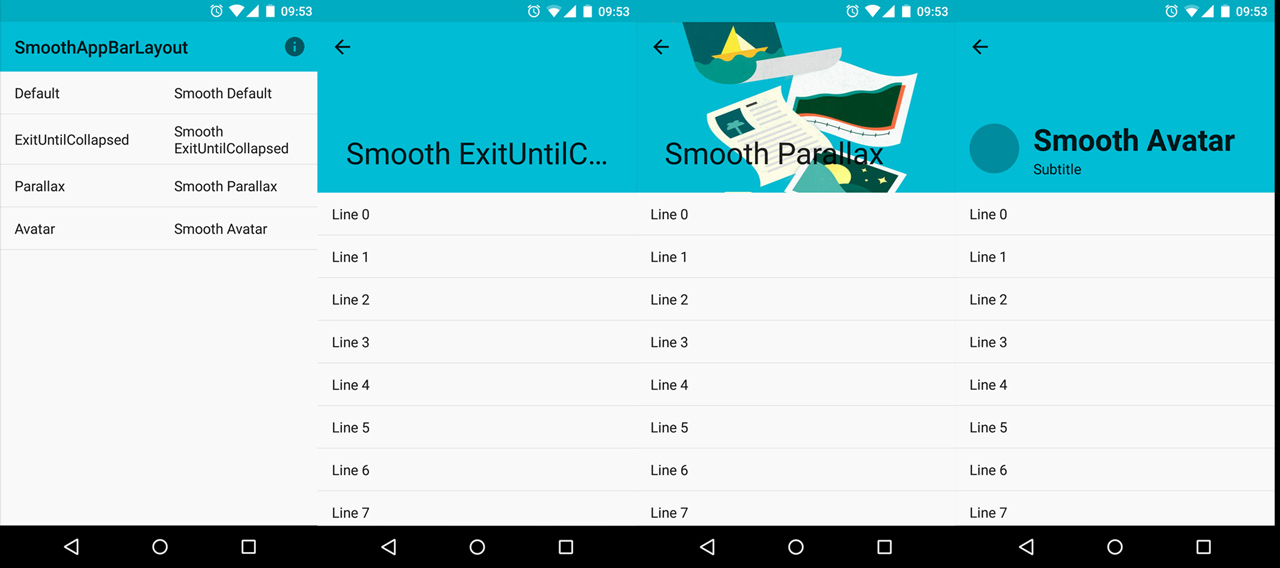 09:53
SmoothAppBarLayout
Default
Smooth Default
ExitUntilCollapsed
Smooth
ExitUntilCollapsed
Parallax
Smooth Parallax
Avatar
Smooth Avatar
09:53
Smooth ExitUntilC...
Line 0
Line 1
Line 2
Line 3
Line 4
Line 5
Line 6
Line 7
09:53
Smooth Parallax
Line 0
Line 1
Line 2
Line 3
Line 4
Line 5
Line 6
Line 7
09:53
Smooth Avatar
Subtitle
Line 0
Line 1
Line 2
Line 3
Line 4
Line 5
Line 6
Line 7